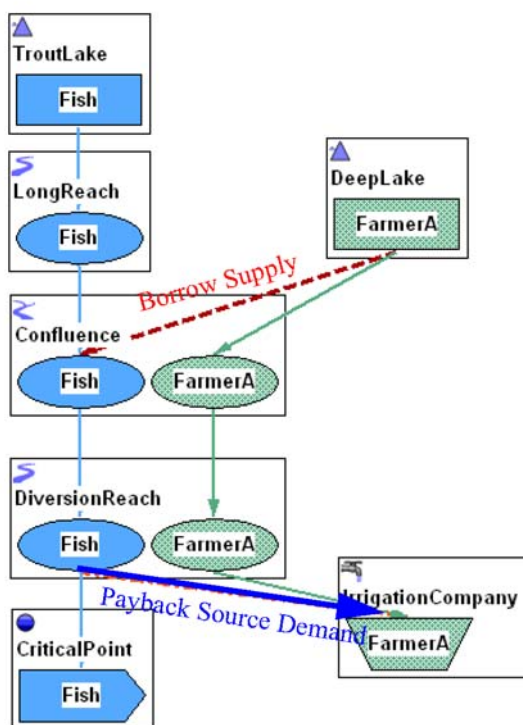 TroutLake
Fish
LongReach
Fish
DeepLake
FarmerA
Borrow Supply
Confluence
Fish
FarmerA
DiversionReach
Fish
FarmerA
Payback Source Demand
IrrigationCompany
FarmerA
CriticalPoint
Fish